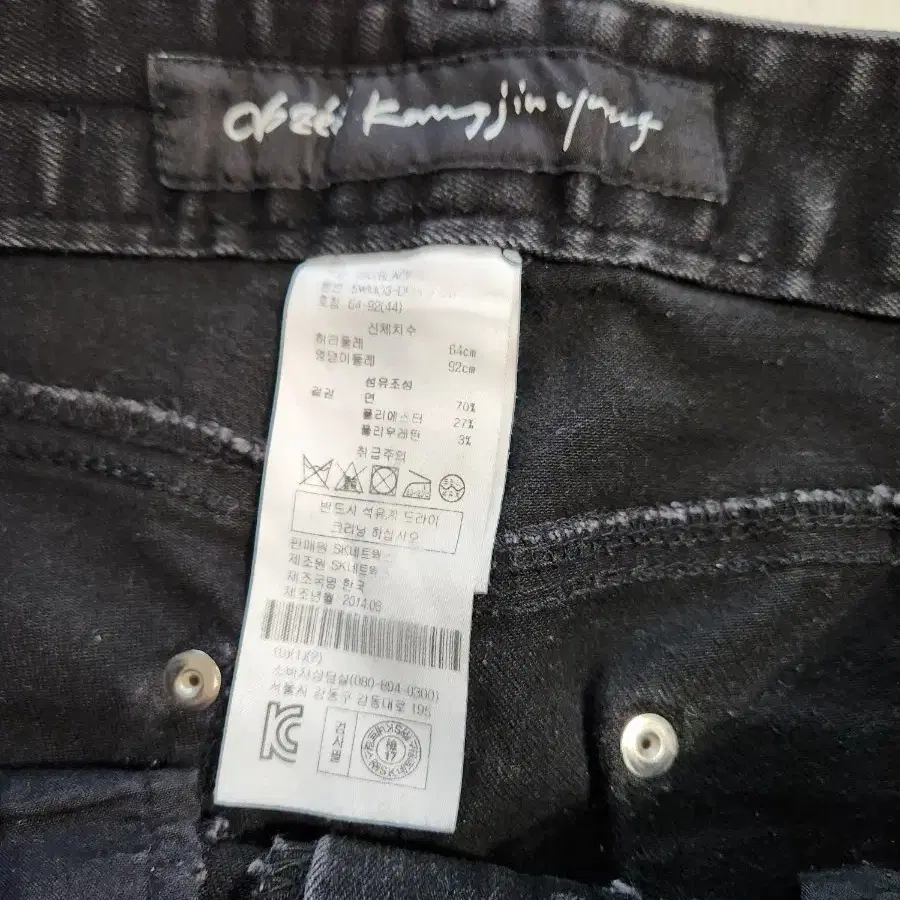 obzéé Kangjinyoung
호칭 64-92(44)
신체치수
허리둘레 64cm
엉덩이둘레 92cm
섬유조성
겉감 면 70%
폴리에스터 27%
폴리우레탄 3%
취급주의
반드시 석유계 드라이
크리닝 하십시오
판매원 SK네트웍
제조원 SK네트웍
제조국명 한국
제조년월 2014.06
소비자상담실(080-894-0300)
서울시 강동구 강동대로 195
KC
검사필
17